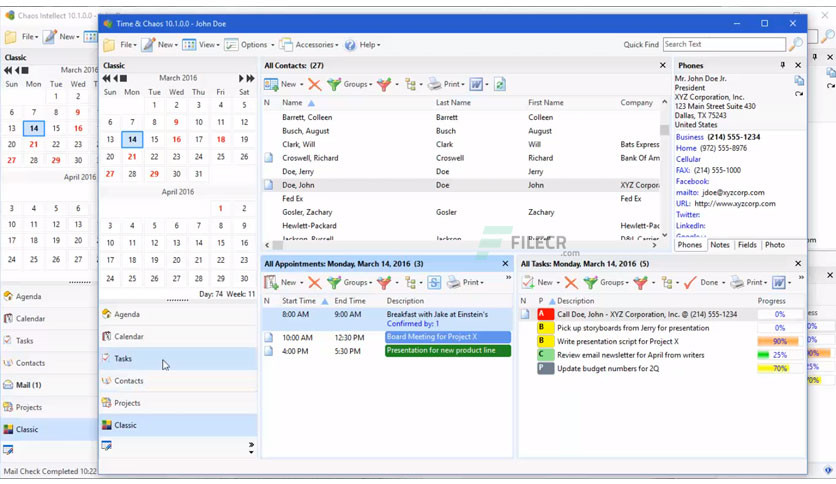 Chaos Intellect 10.1.0.0 -
File New
Classic
March 2016
Sun Mon Tue Wed
1 2
6 7 8 9
13 14 15 16
20 21 22 23
27 28 29 30
April 2016
3 4 5 6
10 11 12 13
17 18 19 20
24 25 26 27
Agenda
Calendar
Tasks
Contacts
Mail (1)
Projects
Classic
Mail Check Completed 10:22
Time & Chaos 10.1.0.0 - John Doe
File New View Options Accessories Help Quick Find Search Text
Classic
March 2016
Sun Mon Tue Wed Thu Fri Sat
1 2 3 4 5
6 7 8 9 10 11 12
13 14 15 16 17 18 19
20 21 22 23 24 25 26
27 28 29 30 31
April 2016
1 2
3 4 5 6 7 8 9
10 11 12 13 14 15 16
17 18 19 20 21 22 23
24 25 26 27 28 29 30
Day: 74 Week: 11
Agenda
Calendar
Tasks
Contacts
Projects
Classic
All Contacts: (27)
New Groups Print
N Name Last Name First Name Company
Barrett, Colleen Barrett Colleen
Busch, August Busch August
Clark, Will Clark Will Bats Express
Croswell, Richard Croswell Richard Bank Of Am
Doe, Jerry Doe Jerry
Doe, John Doe John XYZ Corpora
Fed Ex Fed Ex
Gosler, Zachary Gosler Zachary
Hewlett-Packard Hewlett-Pac
Jackson, Russell Jackson Russell D&L Carrier
Phones
Mr. John Doe Jr.
President
XYZ Corporation, Inc.
123 Main Street Suite 430
Dallas, TX 75243
United States
Business (214) 555-1234
Home (972) 555-8976
Cellular
FAX: (214) 555-1000
Facebook:
mailto: jdoe@xyzcorp.com
URL: http://www.xyzcorp.com
Twitter:
LinkedIn:
Phones Notes Fields Photo
FILECR
.com
All Appointments: Monday, March 14, 2016 (3)
New Groups Print
N Start Time End Time Description
8:00 AM 9:00 AM Breakfast with Jake at Einstein's
Confirmed by: 1
10:00 AM 12:30 PM Board Meeting for Project X
4:00 PM 5:30 PM Presentation for new product line
All Tasks: Monday, March 14, 2016 (5)
New Groups Done Print
N P Description Progress
A Call Doe, John - XYZ Corporation, Inc. @ (214) 555-1234 0%
B Pick up storyboards from Jerry for presentation 0%
B Write presentation script for Project X 90%
C Review email newsletter for April from writers 25%
P Update budget numbers for 2Q 70%
ess
0%
0%
90%
25%
70%